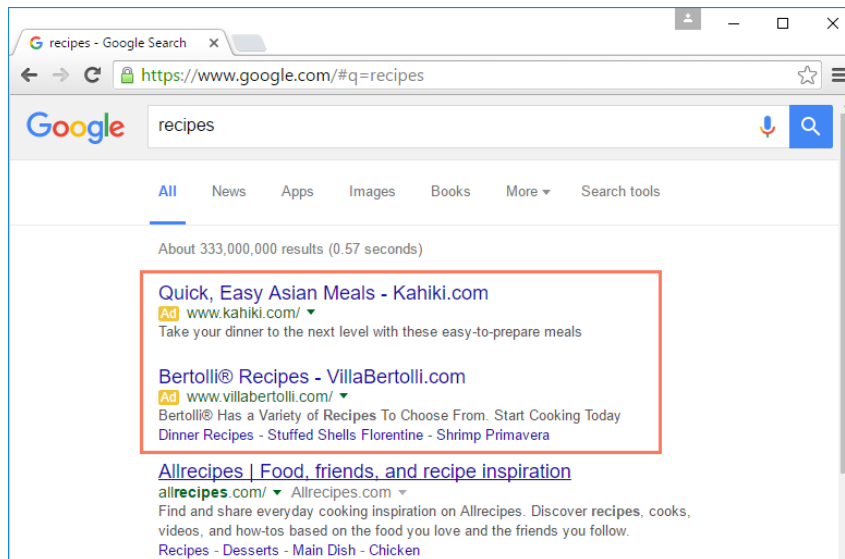 recipes - Google Search
https://www.google.com/#q=recipes
Google
recipes
All News Apps Images Books More Search tools
About 333,000,000 results (0.57 seconds)
Quick, Easy Asian Meals - Kahiki.com
Ad www.kahiki.com/
Take your dinner to the next level with these easy-to-prepare meals
Bertolli® Recipes - VillaBertolli.com
Ad www.villabertolli.com/
Bertolli® Has a Variety of Recipes To Choose From. Start Cooking Today
Dinner Recipes - Stuffed Shells Florentine - Shrimp Primavera
Allrecipes | Food, friends, and recipe inspiration
allrecipes.com/ Allrecipes.com
Find and share everyday cooking inspiration on Allrecipes. Discover recipes, cooks,
videos, and how-tos based on the food you love and the friends you follow.
Recipes - Desserts - Main Dish - Chicken